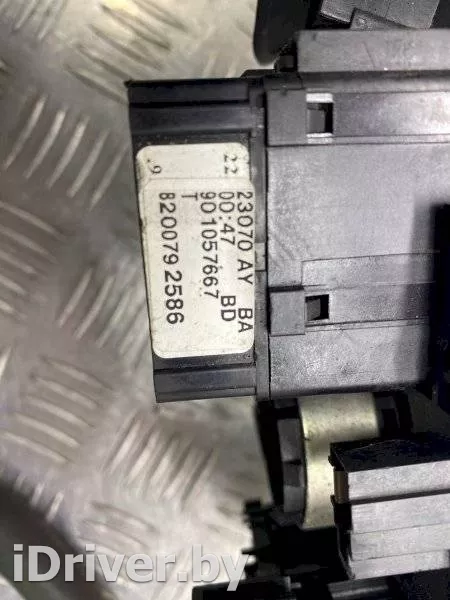 22 23070 AY BA
00:47 BD
901057667
T
.9 8200792586
iDriver.by